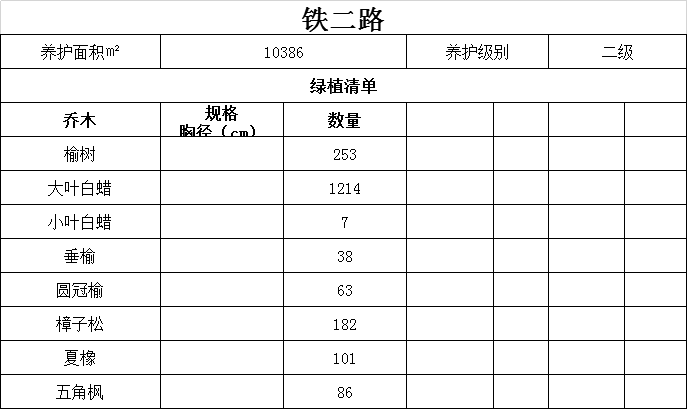 铁二路
养护面积㎡ 10386 养护级别 二级
绿植清单
乔木 规格 胸径（cm） 数量
榆树 253
大叶白蜡 1214
小叶白蜡 7
垂榆 38
圆冠榆 63
樟子松 182
夏橡 101
五角枫 86